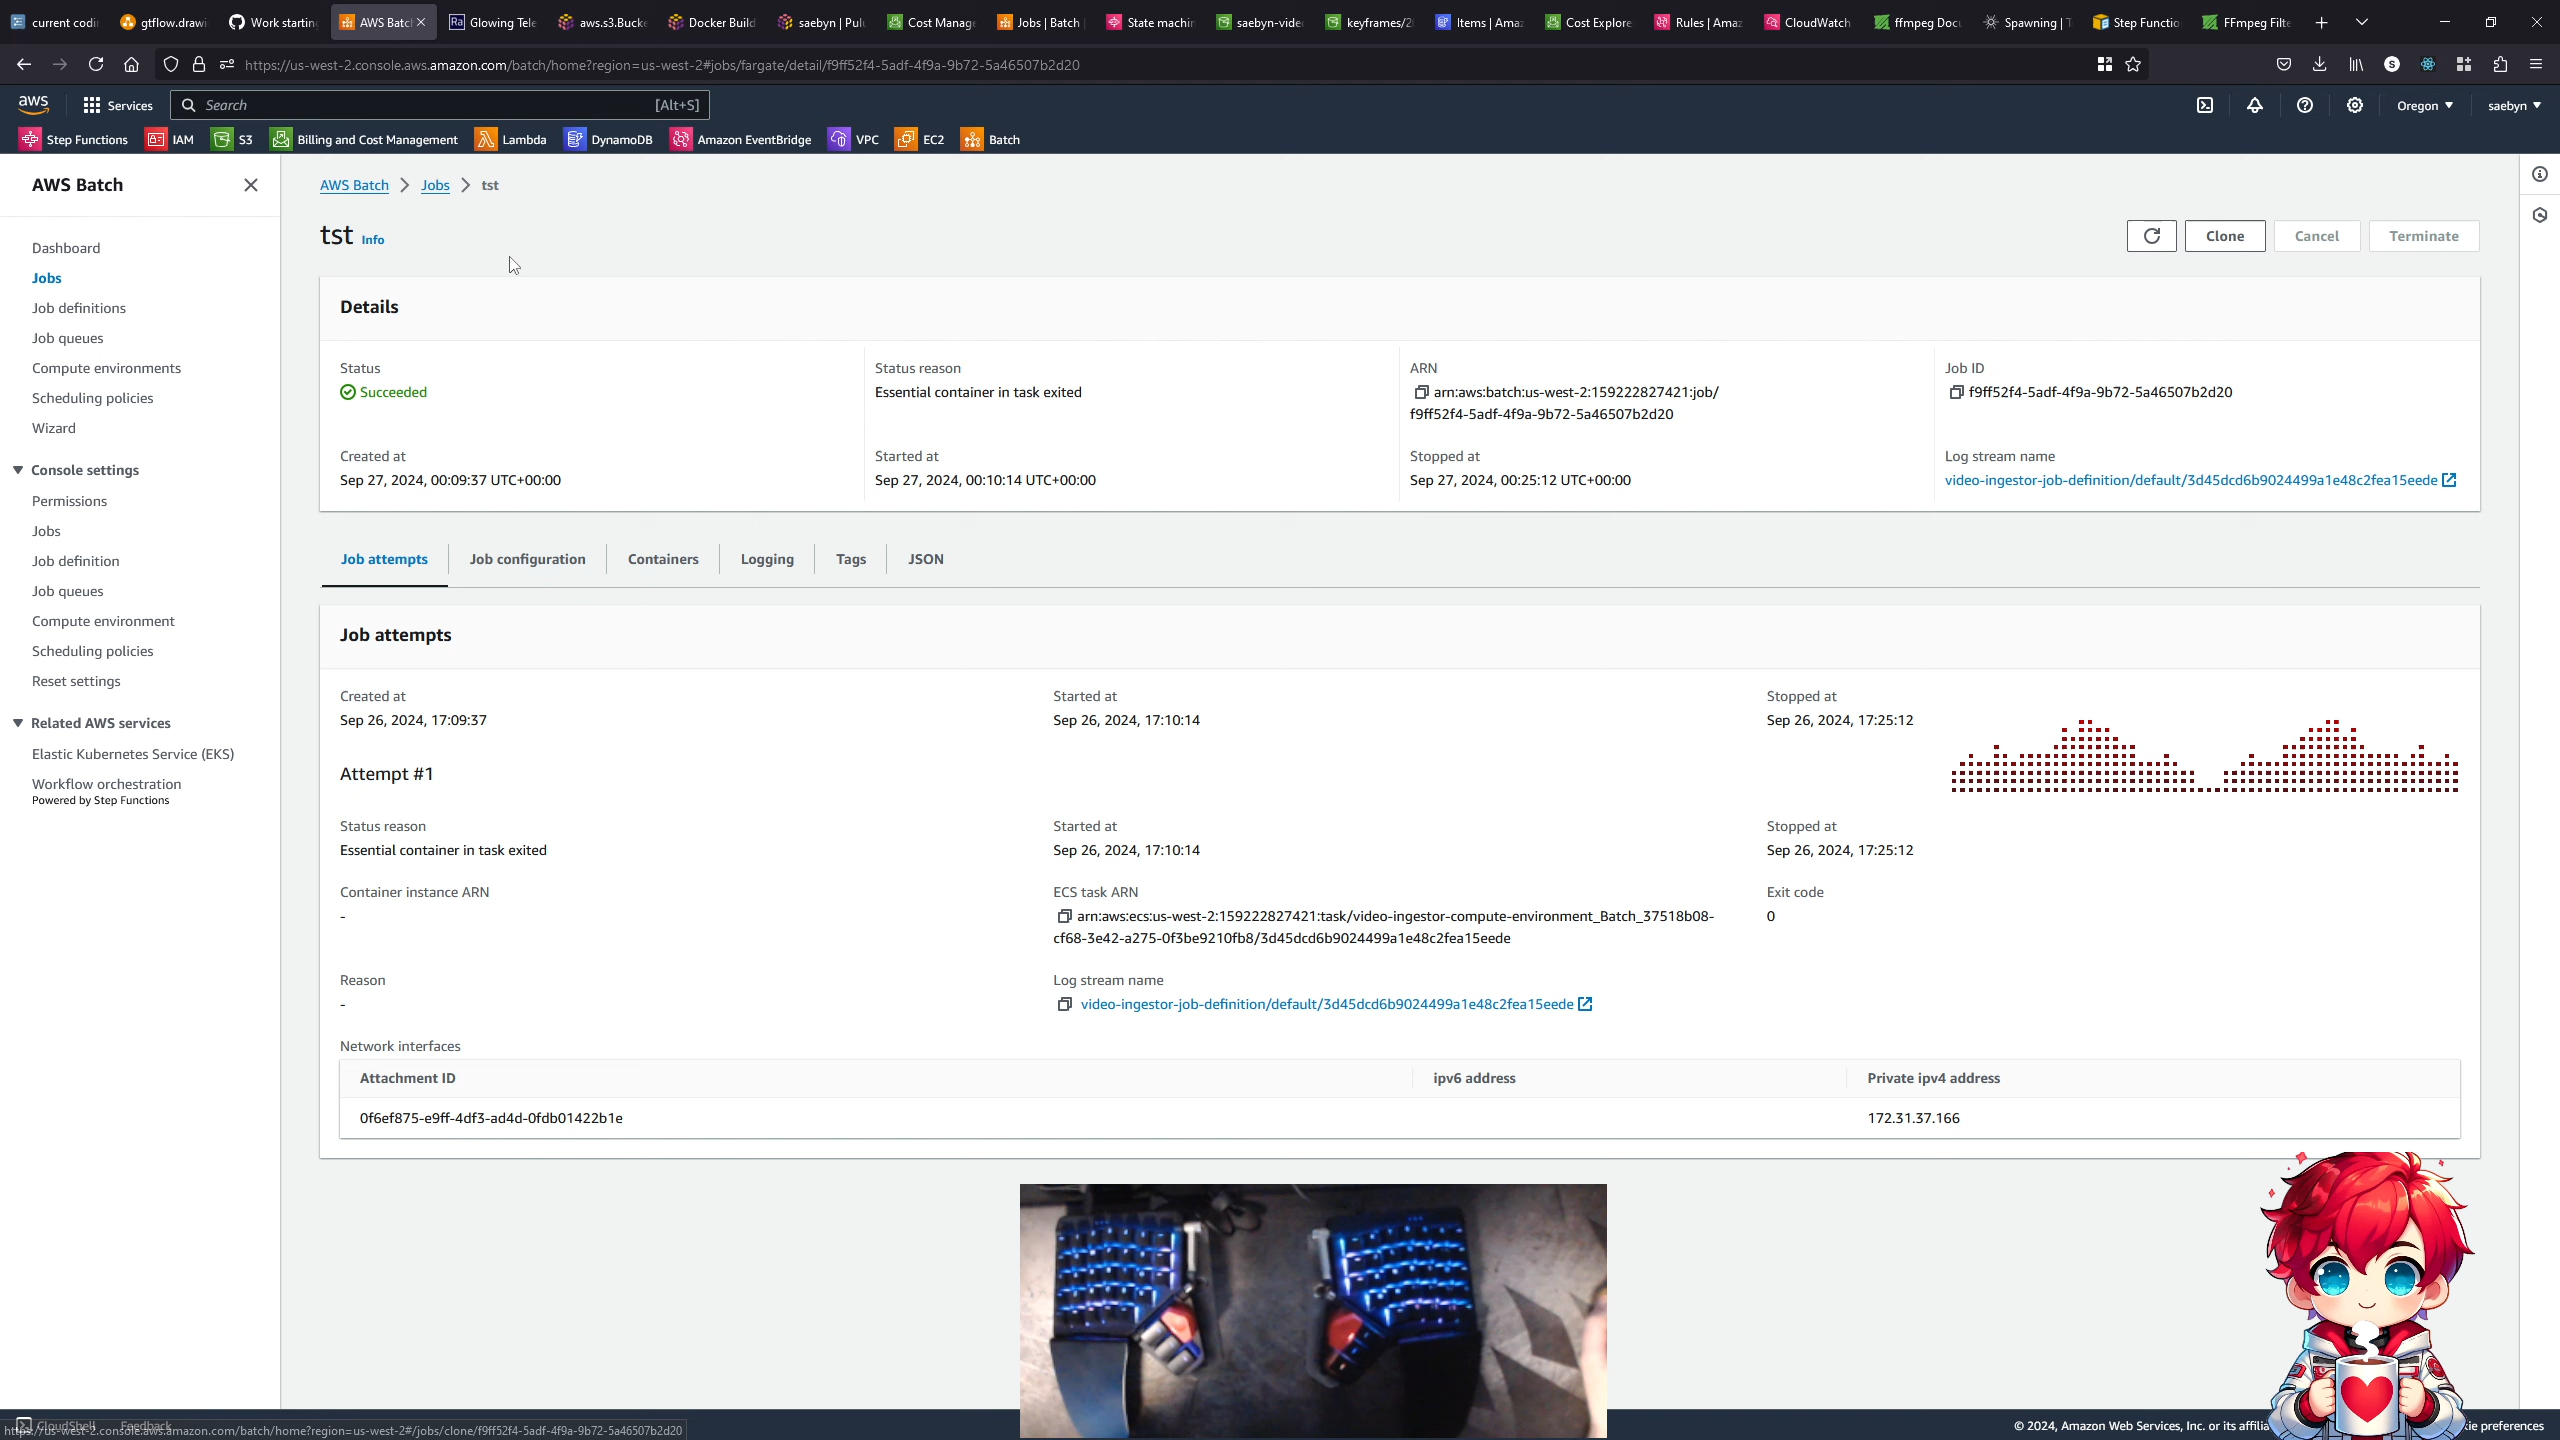 current codi
gtflow.drawi
Work starting
AWS Batc
Glowing Tele
aws.s3.Bucke
Docker Build
saebyn | Pul
Cost Manage
Jobs | Batch
State machin
saebyn-vide
keyframes/2
Items | Amaz
Cost Explore
Rules | Amaz
CloudWatch
ffmpeg Doc
Spawning | T
Step Functio
FFmpeg Filte
https://us-west-2.console.aws.amazon.com/batch/home?region=us-west-2#jobs/fargate/detail/f9ff52f4-5adf-4f9a-9b72-5a46507b2d20
aws Services Search [Alt+S] Oregon saebyn
Step Functions IAM S3 Billing and Cost Management Lambda DynamoDB Amazon EventBridge VPC EC2 Batch
AWS Batch
Dashboard
Jobs
Job definitions
Job queues
Compute environments
Scheduling policies
Wizard
Console settings
Permissions
Jobs
Job definition
Job queues
Compute environment
Scheduling policies
Reset settings
Related AWS services
Elastic Kubernetes Service (EKS)
Workflow orchestration
Powered by Step Functions
AWS Batch > Jobs > tst
tst Info
Clone Cancel Terminate
Details
Status
Succeeded
Status reason
Essential container in task exited
ARN
arn:aws:batch:us-west-2:159222827421:job/
f9ff52f4-5adf-4f9a-9b72-5a46507b2d20
Job ID
f9ff52f4-5adf-4f9a-9b72-5a46507b2d20
Created at
Sep 27, 2024, 00:09:37 UTC+00:00
Started at
Sep 27, 2024, 00:10:14 UTC+00:00
Stopped at
Sep 27, 2024, 00:25:12 UTC+00:00
Log stream name
video-ingestor-job-definition/default/3d45dcd6b9024499a1e48c2fea15eede
Job attempts Job configuration Containers Logging Tags JSON
Job attempts
Created at
Sep 26, 2024, 17:09:37
Started at
Sep 26, 2024, 17:10:14
Stopped at
Sep 26, 2024, 17:25:12
Attempt #1
Status reason
Essential container in task exited
Started at
Sep 26, 2024, 17:10:14
Stopped at
Sep 26, 2024, 17:25:12
Container instance ARN
-
ECS task ARN
arn:aws:ecs:us-west-2:159222827421:task/video-ingestor-compute-environment_Batch_37518b08-
cf68-3e42-a275-0f3be9210fb8/3d45dcd6b9024499a1e48c2fea15eede
Exit code
0
Reason
-
Log stream name
video-ingestor-job-definition/default/3d45dcd6b9024499a1e48c2fea15eede
Network interfaces
Attachment ID ipv6 address Private ipv4 address
0f6ef875-e9ff-4df3-ad4d-0fdb01422b1e 172.31.37.166
CloudShell Feedback
https://us-west-2.console.aws.amazon.com/batch/home?region=us-west-2#/jobs/clone/f9ff52f4-5adf-4f9a-9b72-5a46507b2d20
© 2024, Amazon Web Services, Inc. or its affilia
ie preferences